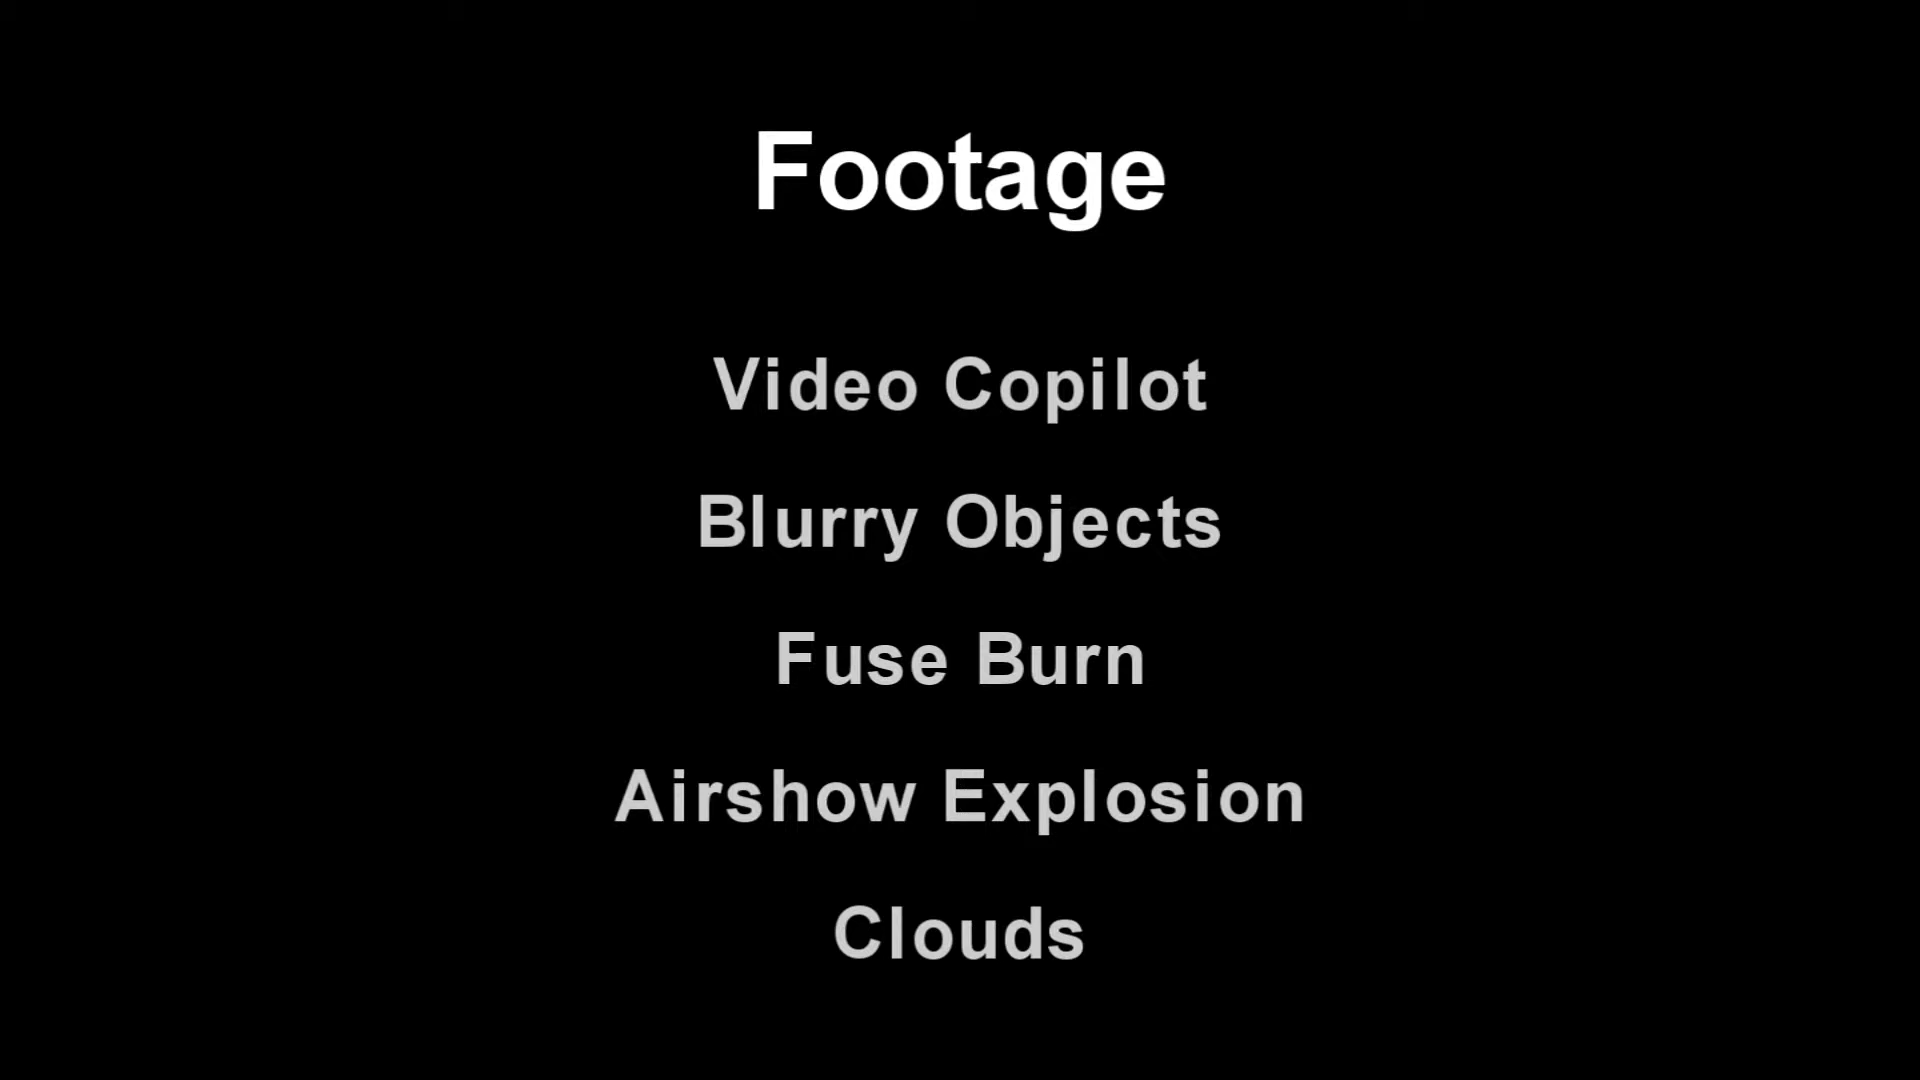 Footage
Video Copilot
Blurry Objects
Fuse Burn
Airshow Explosion
Clouds